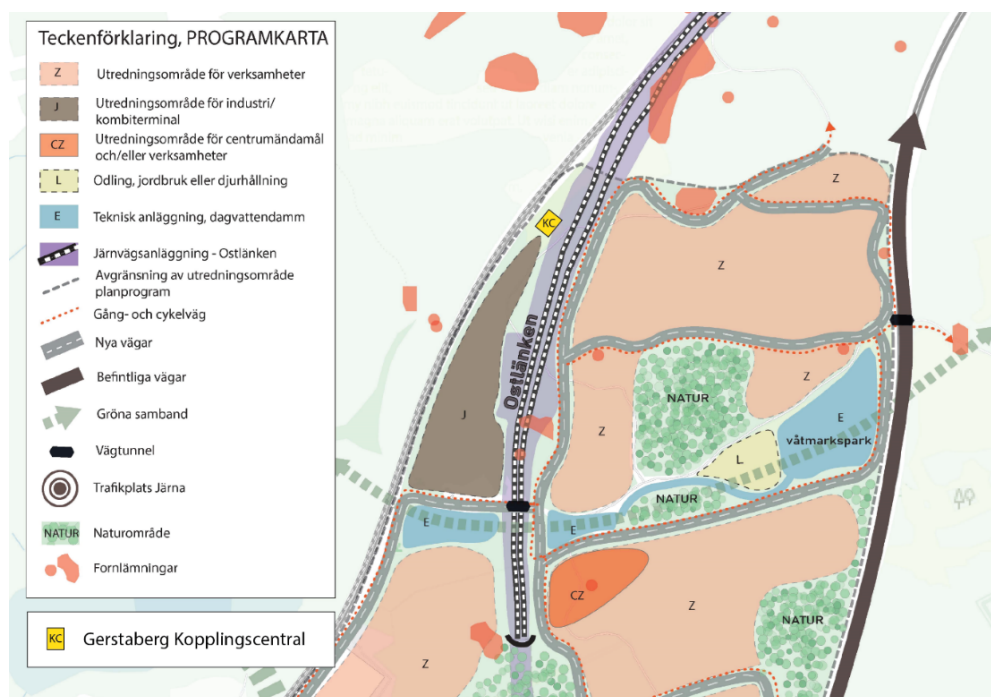 Teckenförklaring, PROGRAMKARTA
Z
Utredningsområde för verksamheter
J
Utredningsområde för industri/
kombiterminal
CZ
Utredningsområde för centrumändamål
och/eller verksamheter
L
Odling, jordbruk eller djurhållning
E
Teknisk anläggning, dagvattendamm
Järnvägsanläggning - Ostlänken
Avgränsning av utredningsområde
planprogram
Gång- och cykelväg
Nya vägar
Befintliga vägar
Gröna samband
Vägtunnel
Trafikplats Järna
NATUR
Naturområde
Fornlämningar
KC
Gerstaberg Kopplingscentral
Z
KC
Z
Ostlänken
Z
NATUR
J
E
Z
våtmarkspark
L
NATUR
E
E
CZ
Z
NATUR
Z